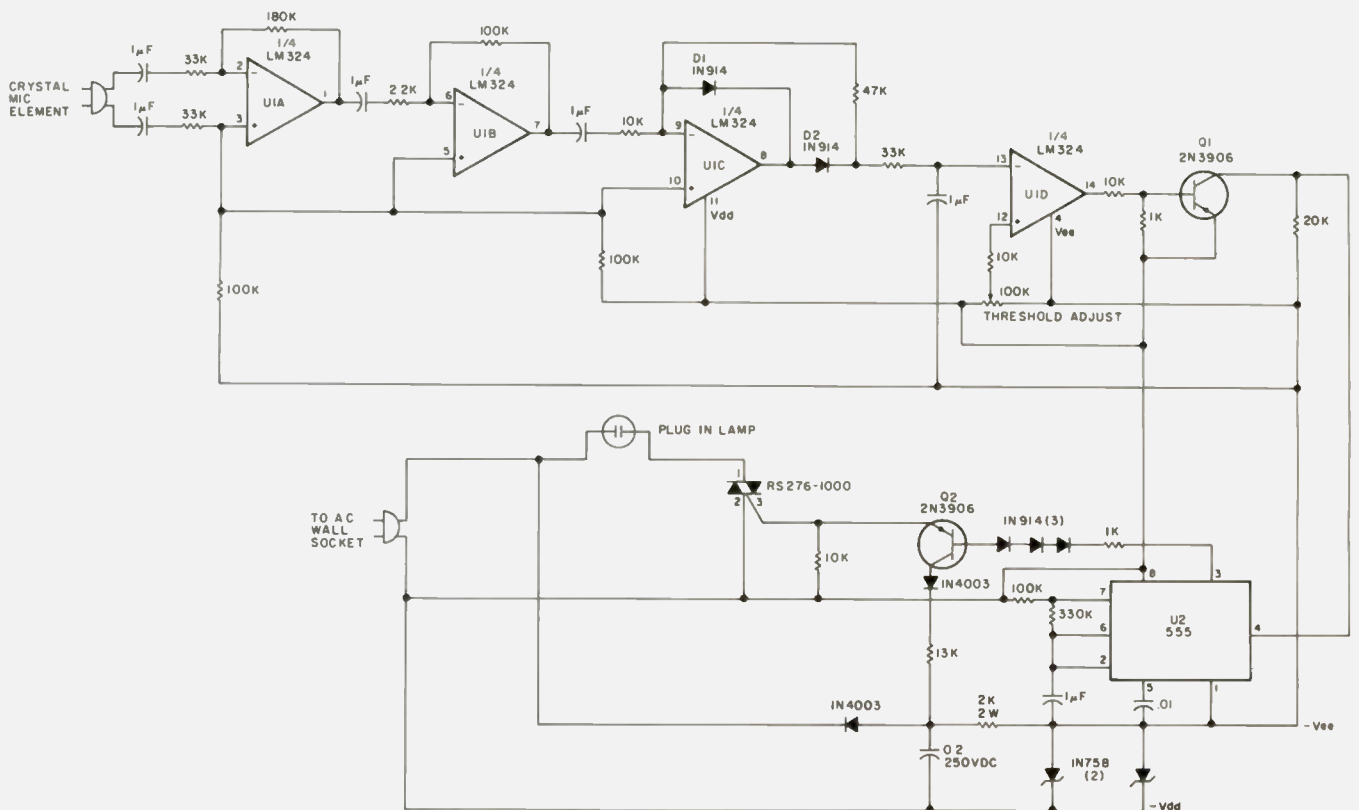 180K
1/4
LM324
1µF
33K
CRYSTAL
MIC
ELEMENT
2
U1A
1
1µF
33K
3
100K
1/4
LM324
1µF
2.2K
6
U1B
7
5
1µF
10K
D1
1N914
1/4
LM324
47K
9
U1C
8
10
11
Vdd
D2
1N914
33K
1µF
1/4
LM324
13
U1D
14
12
4
Vee
10K
10K
1K
Q1
2N3906
20K
100K
100K
100K
THRESHOLD ADJUST
PLUG IN LAMP
1
2
3
RS276-1000
TO AC
WALL
SOCKET
10K
Q2
2N3906
1N914(3)
1K
1N4003
100K
330K
8
3
7
6
2
U2
555
4
5
1
13K
1µF
.01
1N4003
2K
2W
-Vee
0.2
250VDC
1N758
(2)
-Vdd